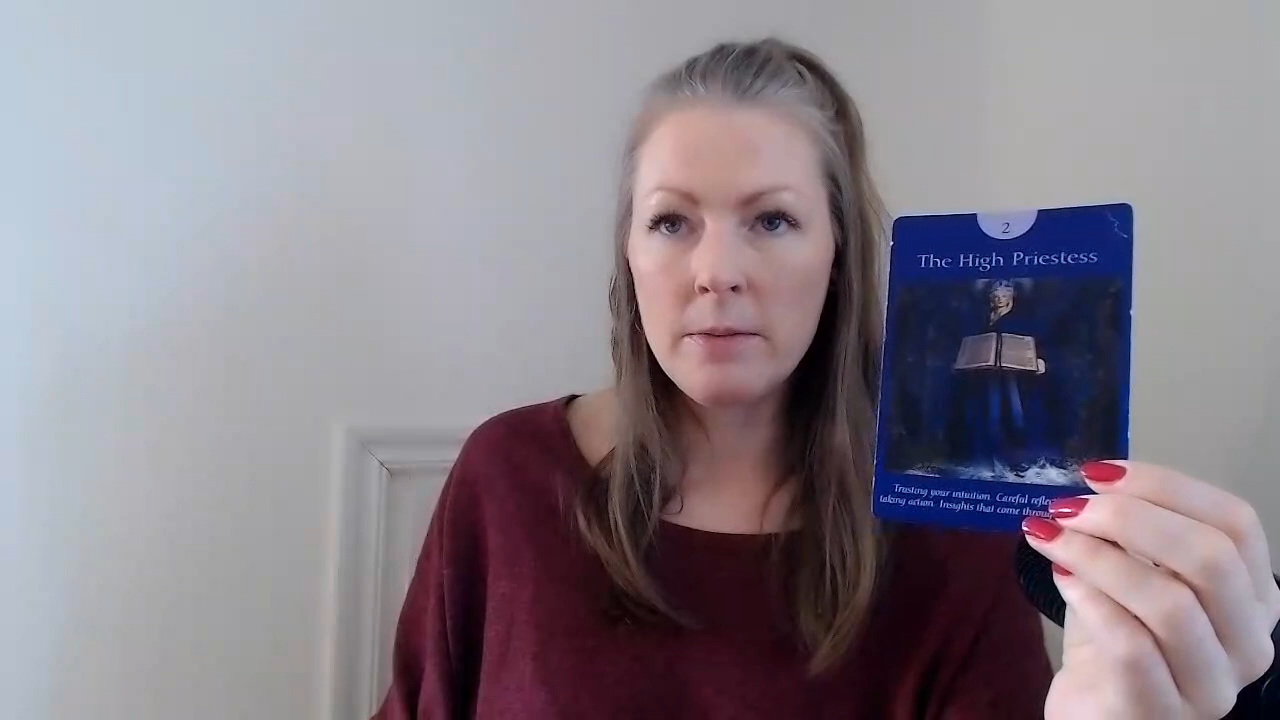 2
The High Priestess
Trusting your intuition. Careful
taking action. Insights that come